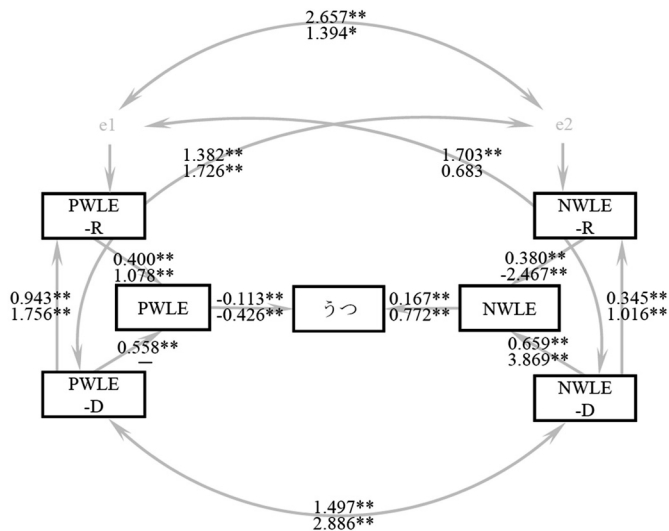 2.657**
1.394*
e1
e2
1.382**
1.726**
1.703**
0.683
PWLE
-R
NWLE
-R
0.400**
1.078**
0.380**
-2.467**
0.943**
1.756**
PWLE
-0.113**
-0.426**
うつ
0.167**
0.772**
NWLE
0.345**
1.016**
0.558**
—
0.659**
3.869**
PWLE
-D
NWLE
-D
1.497**
2.886**